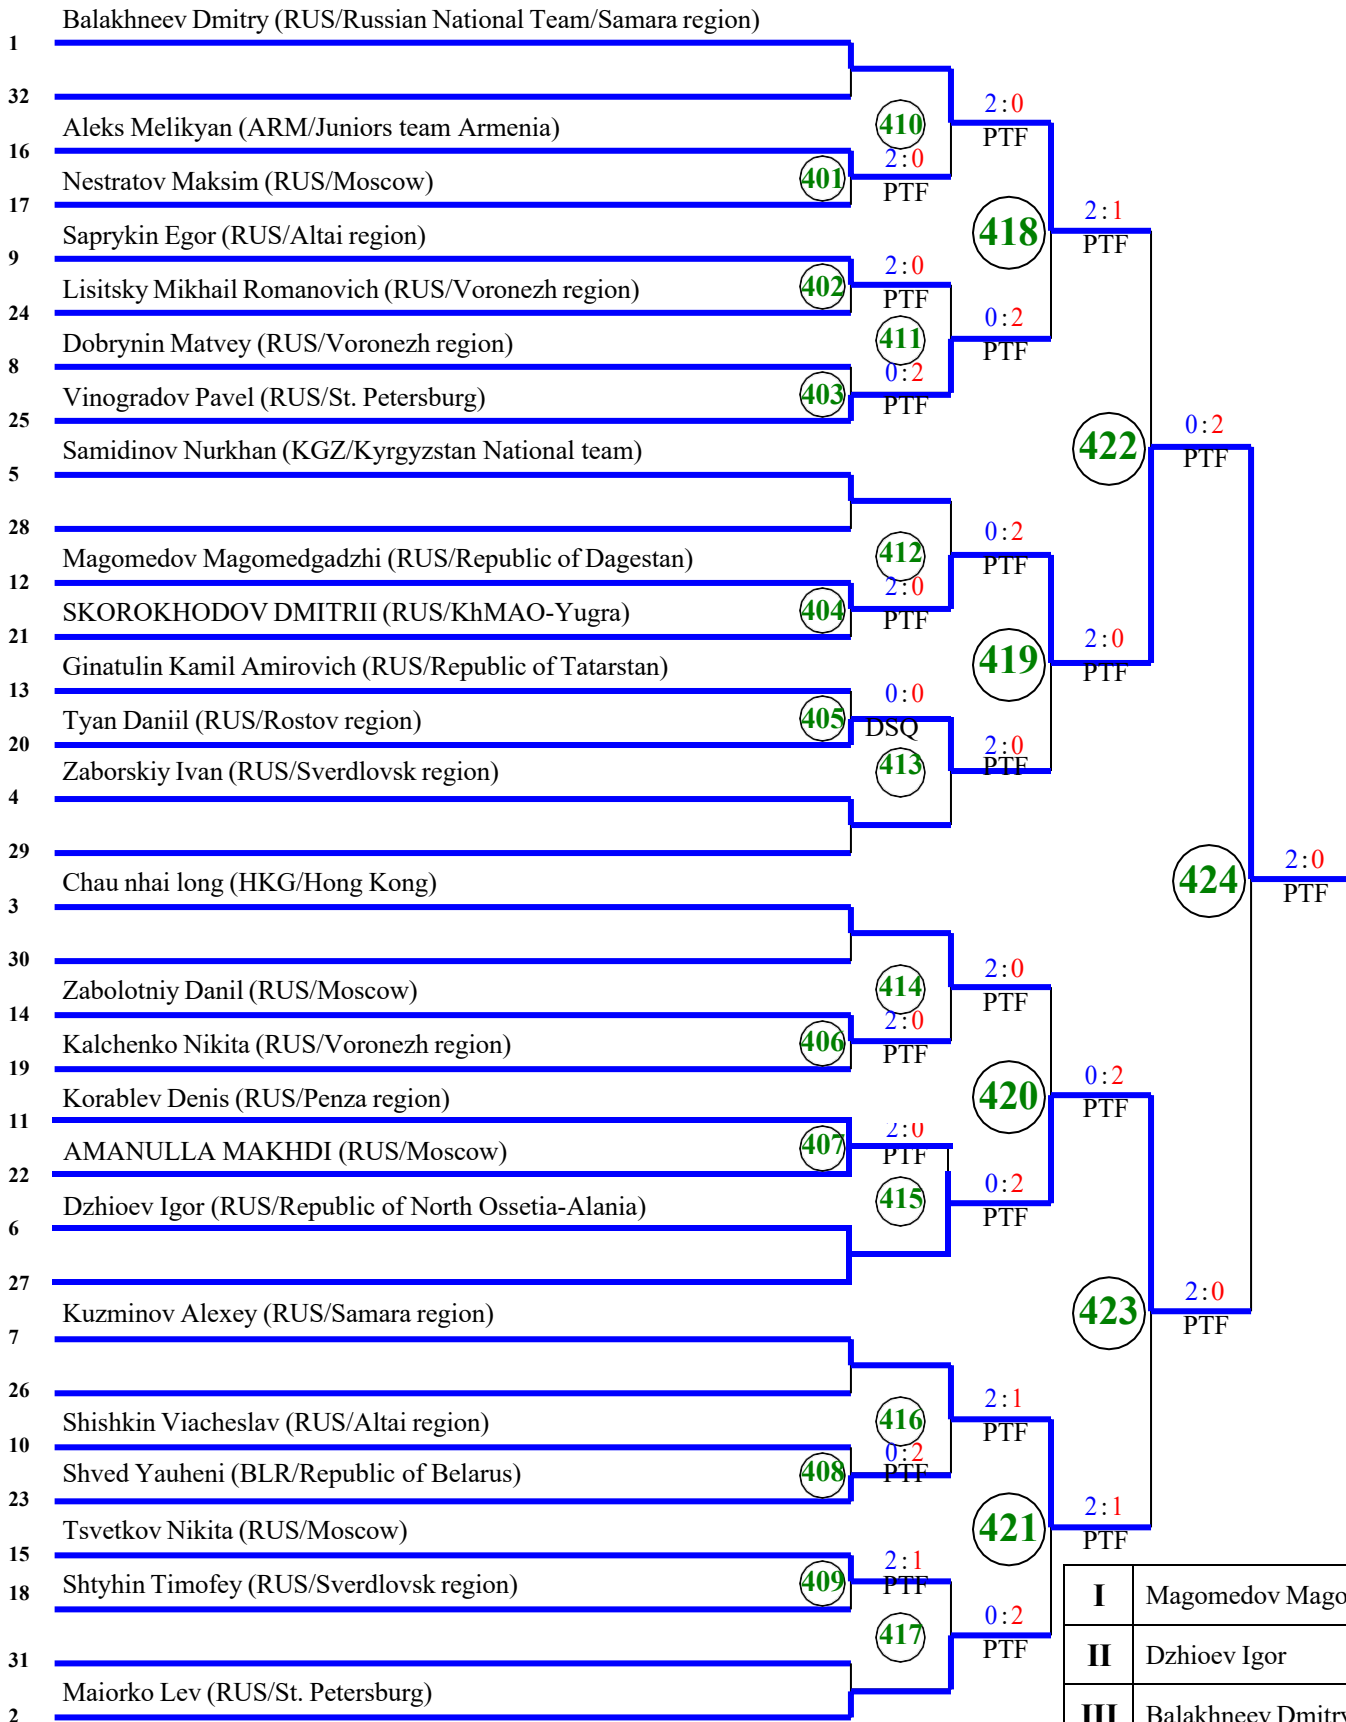 Balakhneev Dmitry (RUS/Russian National Team/Samara region)
1
32
Aleks Melikyan (ARM/Juniors team Armenia)
410
2:0
PTF
16
Nestratov Maksim (RUS/Moscow)
401
2:0
PTF
17
Saprykin Egor (RUS/Altai region)
418
2:1
PTF
9
Lisitsky Mikhail Romanovich (RUS/Voronezh region)
402
2:0
PTF
24
Dobrynin Matvey (RUS/Voronezh region)
411
0:2
PTF
8
Vinogradov Pavel (RUS/St. Petersburg)
403
0:2
PTF
25
Samidinov Nurkhan (KGZ/Kyrgyzstan National team)
422
0:2
PTF
5
28
Magomedov Magomedgadzhi (RUS/Republic of Dagestan)
412
0:2
PTF
12
SKOROKHODOV DMITRII (RUS/KhMAO-Yugra)
404
2:0
PTF
21
Ginatulin Kamil Amirovich (RUS/Republic of Tatarstan)
419
2:0
PTF
13
Tyan Daniil (RUS/Rostov region)
405
0:0
DSQ
20
Zaborskiy Ivan (RUS/Sverdlovsk region)
413
2:0
PTF
4
29
Chau nhai long (HKG/Hong Kong)
424
2:0
PTF
3
30
Zabolotniy Danil (RUS/Moscow)
414
2:0
PTF
14
Kalchenko Nikita (RUS/Voronezh region)
406
2:0
PTF
19
Korablev Denis (RUS/Penza region)
420
0:2
PTF
11
AMANULLA MAKHDI (RUS/Moscow)
407
2:0
PTF
22
Dzhioev Igor (RUS/Republic of North Ossetia-Alania)
415
0:2
PTF
6
27
Kuzminov Alexey (RUS/Samara region)
423
2:0
PTF
7
26
Shishkin Viacheslav (RUS/Altai region)
416
2:1
PTF
10
Shved Yauheni (BLR/Republic of Belarus)
408
0:2
PTF
23
Tsvetkov Nikita (RUS/Moscow)
421
2:1
PTF
15
Shtyhin Timofey (RUS/Sverdlovsk region)
409
2:1
PTF
18
417
0:2
PTF
31
Maiorko Lev (RUS/St. Petersburg)
2
I Magomedov Mago
II Dzhioev Igor
III Balakhneev Dmitry